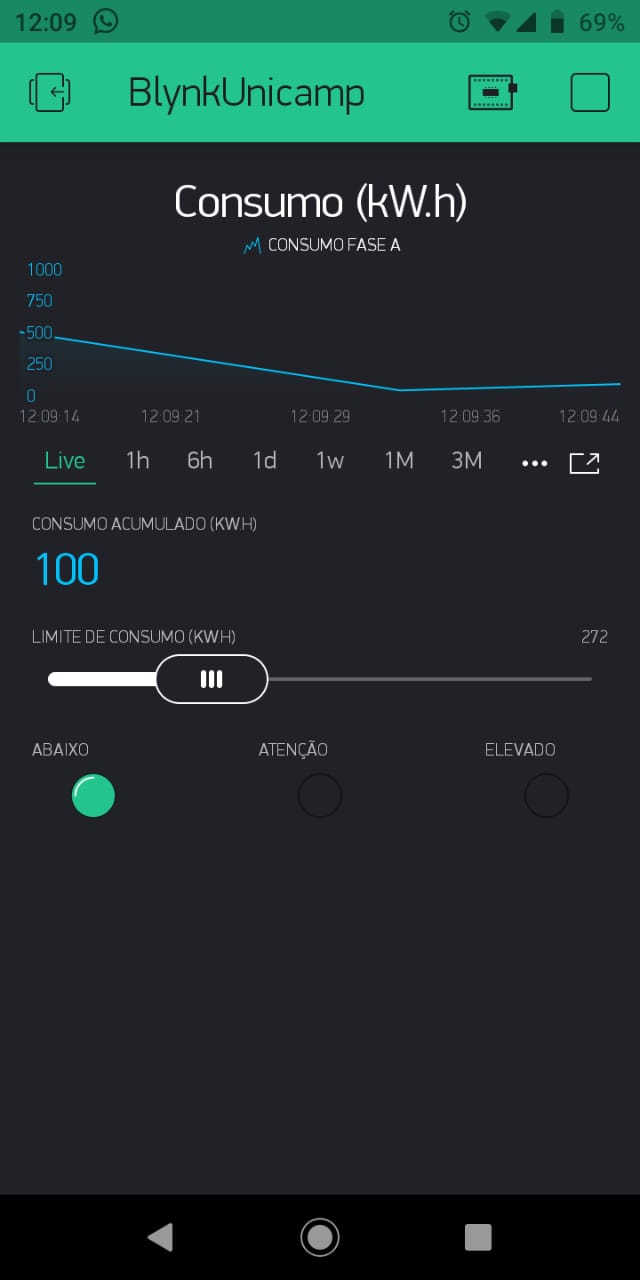 12:09 69%
BlynkUnicamp
Consumo (kW.h)
CONSUMO FASE A
1000
750
500
250
0
12:09:14 12:09:21 12:09:29 12:09:36 12:09:44
Live 1h 6h 1d 1w 1M 3M
CONSUMO ACUMULADO (KW.H)
100
LIMITE DE CONSUMO (KW.H) 272
ABAIXO ATENÇÃO ELEVADO